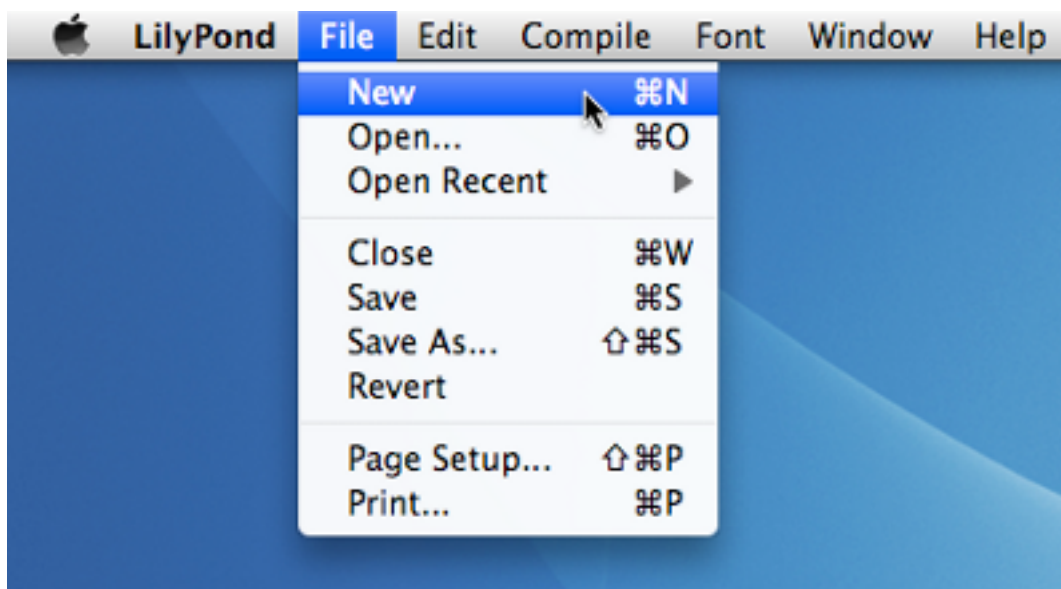 LilyPond File Edit Compile Font Window Help
New ⌘N
Open... ⌘O
Open Recent ▶
Close ⌘W
Save ⌘S
Save As... ⇧⌘S
Revert
Page Setup... ⇧⌘P
Print... ⌘P